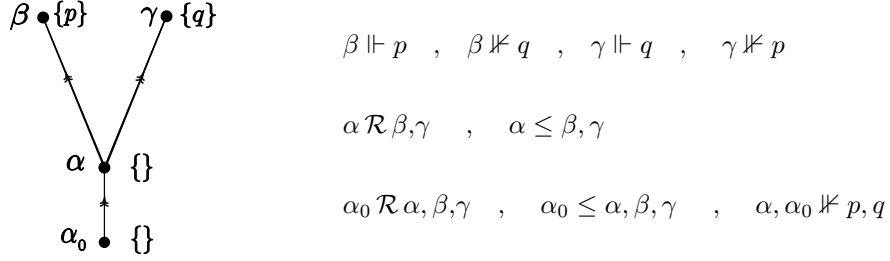 β {p} γ {q}
β ⊩ p , β ⊮ q , γ ⊩ q , γ ⊮ p
α R β,γ , α ≤ β, γ
α {}
α₀ R α, β,γ , α₀ ≤ α, β, γ , α, α₀ ⊮ p, q
α₀ {}